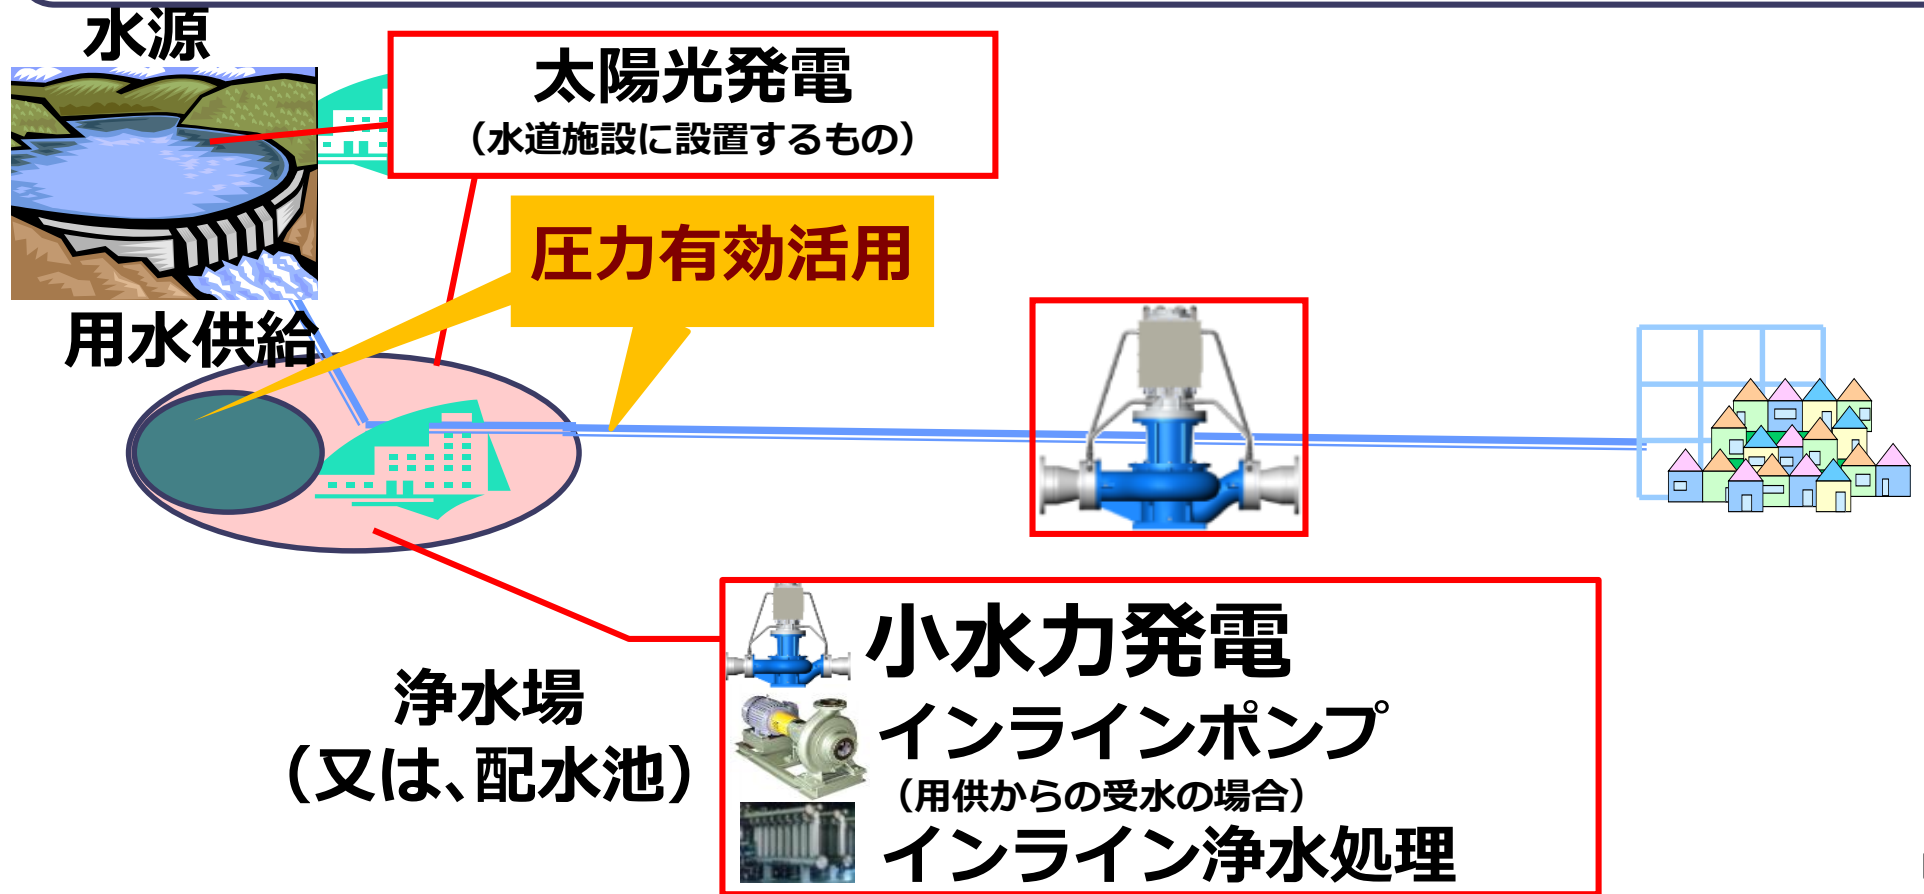 水源
太陽光発電
（水道施設に設置するもの）
圧力有効活用
用水供給
小水力発電
インラインポンプ
（用供からの受水の場合）
インライン浄水処理
浄水場
（又は、配水池）